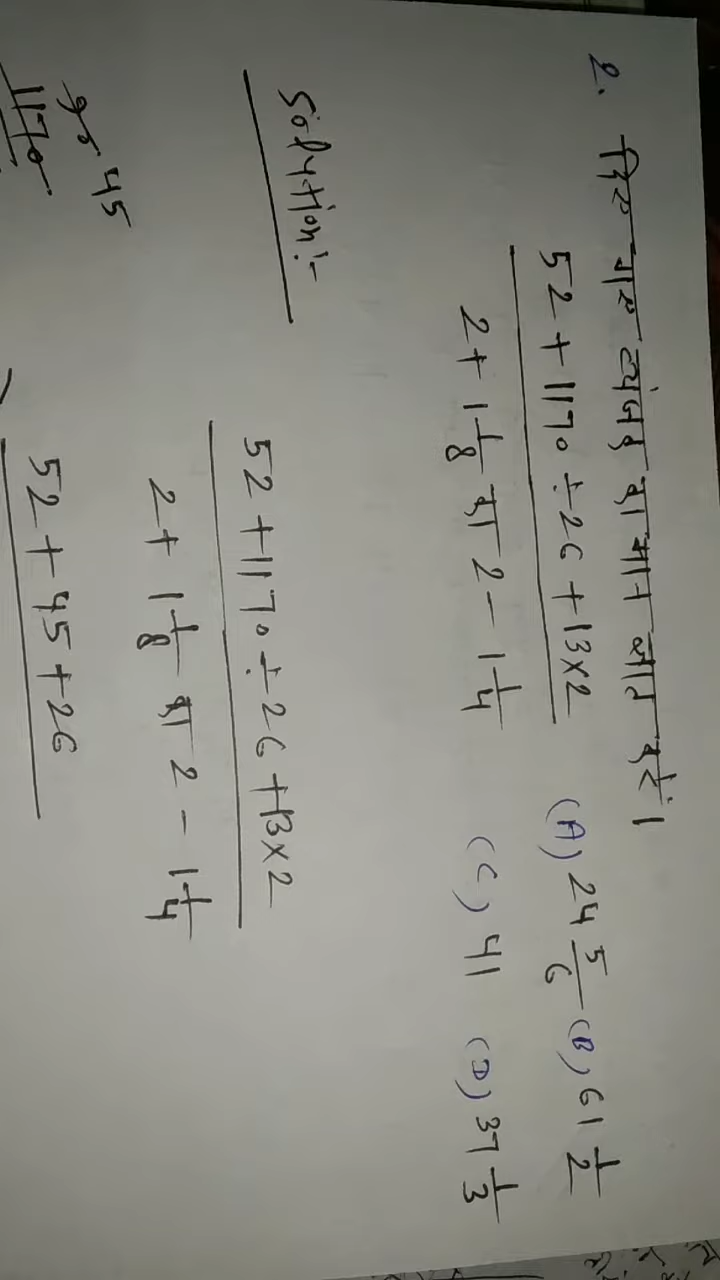 2. दिए गए व्यंजक का मान ज्ञात करें।
52 + 1170 ÷ 26 + 13 × 2
2 + 1 1/8 का 2 - 1 1/4
(A) 24 5/6 (B) 61 1/2
(C) 41 (D) 37 1/3
Solution:-
52 + 1170 ÷ 26 + 13 × 2
2 + 1 1/8 का 2 - 1 1/4
45
1170
52 + 45 + 26